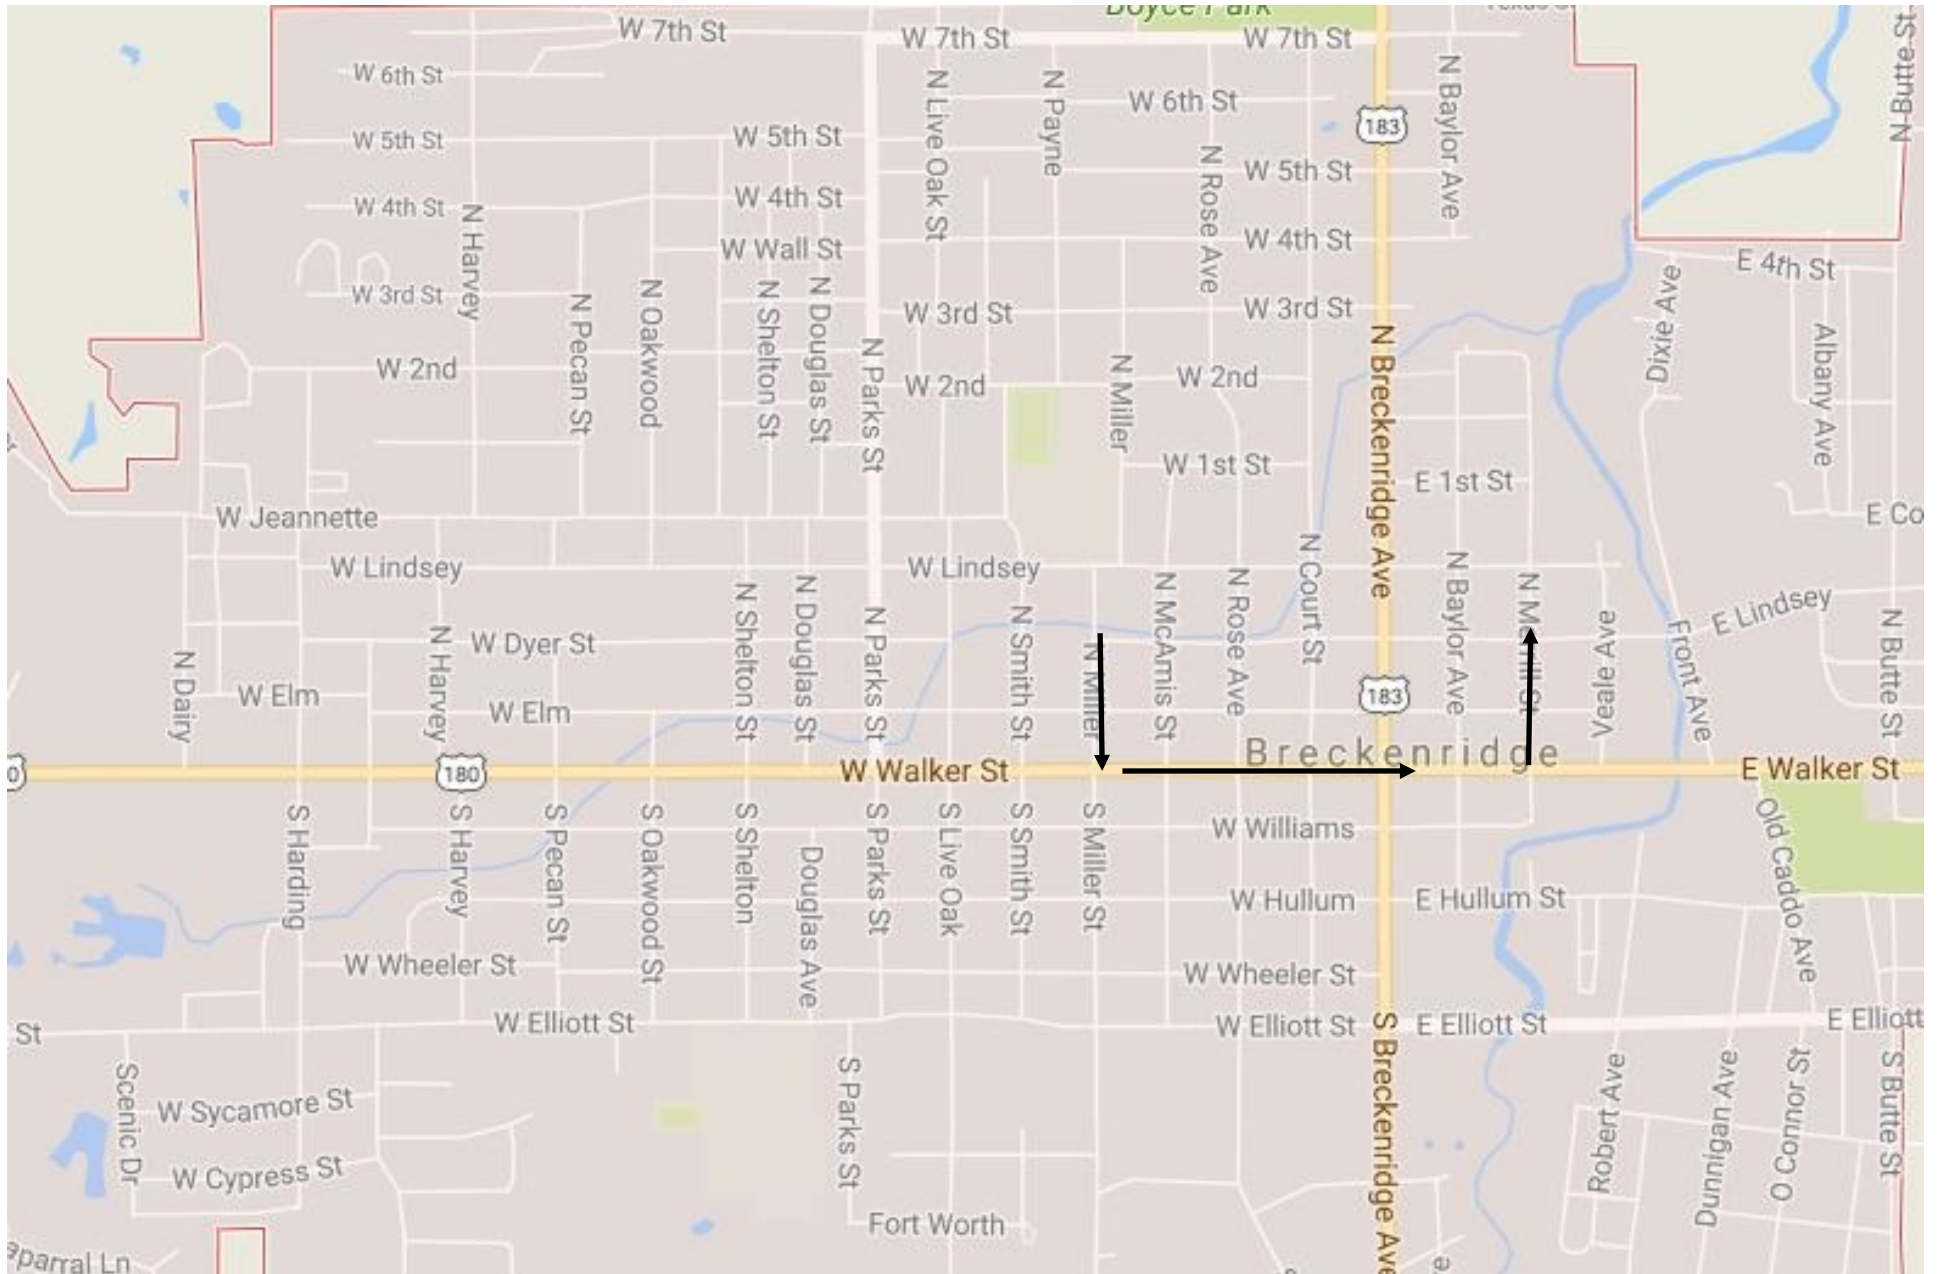 Boyce Park
W 7th St
W 7th St
W 7th St
W 6th St
W 6th St
N Live Oak St
N Payne
N Baylor Ave
N Butte St
183
W 5th St
W 5th St
W 5th St
N Rose Ave
W 4th St
W 4th St
W 4th St
N Harvey
W Wall St
E 4th St
Dixie Ave
W 3rd St
W 3rd St
W 3rd St
N Pecan St
N Oakwood
N Shelton St
N Douglas St
N Parks St
N Breckenridge Ave
Albany Ave
W 2nd
W 2nd
W 2nd
N Miller
W 1st St
E 1st St
W Jeannette
E Co
W Lindsey
W Lindsey
N Court St
N Baylor Ave
E Lindsey
N Shelton St
N Douglas St
N Parks St
N Smith St
N Miller
N McAmis St
N Rose Ave
Veale Ave
Front Ave
N Butte St
N Dairy
N Harvey
W Dyer St
W Elm
W Elm
183
Breckenridge
180
W Walker St
E Walker St
S Harding
S Harvey
S Pecan St
S Oakwood St
S Shelton
Douglas Ave
S Parks St
S Live Oak
S Smith St
S Miller St
W Williams
Old Caddo Ave
W Hullum
E Hullum St
W Wheeler St
W Wheeler St
St
W Elliott St
W Elliott St
E Elliott St
E Elliott
Scenic Dr
W Sycamore St
W Cypress St
S Parks St
S Breckenridge Ave
Robert Ave
Dunnigan Ave
O Connor St
S Butte St
Fort Worth
aparral Ln